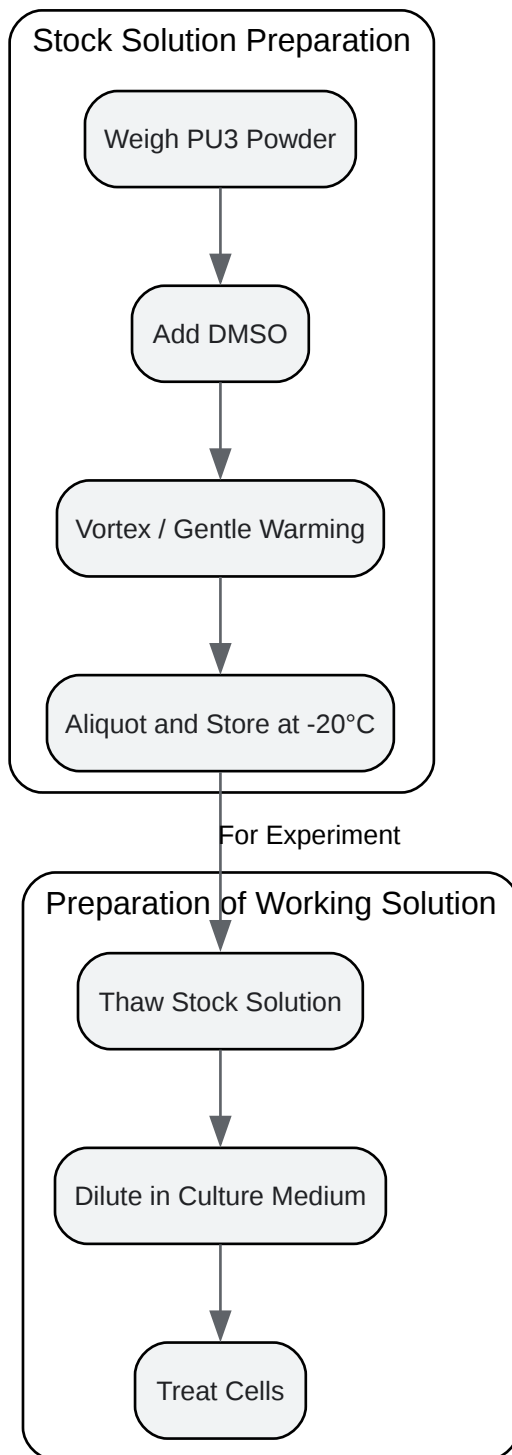 Stock Solution Preparation
Weigh PU3 Powder
Add DMSO
Vortex / Gentle Warming
Aliquot and Store at -20°C
For Experiment
Preparation of Working Solution
Thaw Stock Solution
Dilute in Culture Medium
Treat Cells